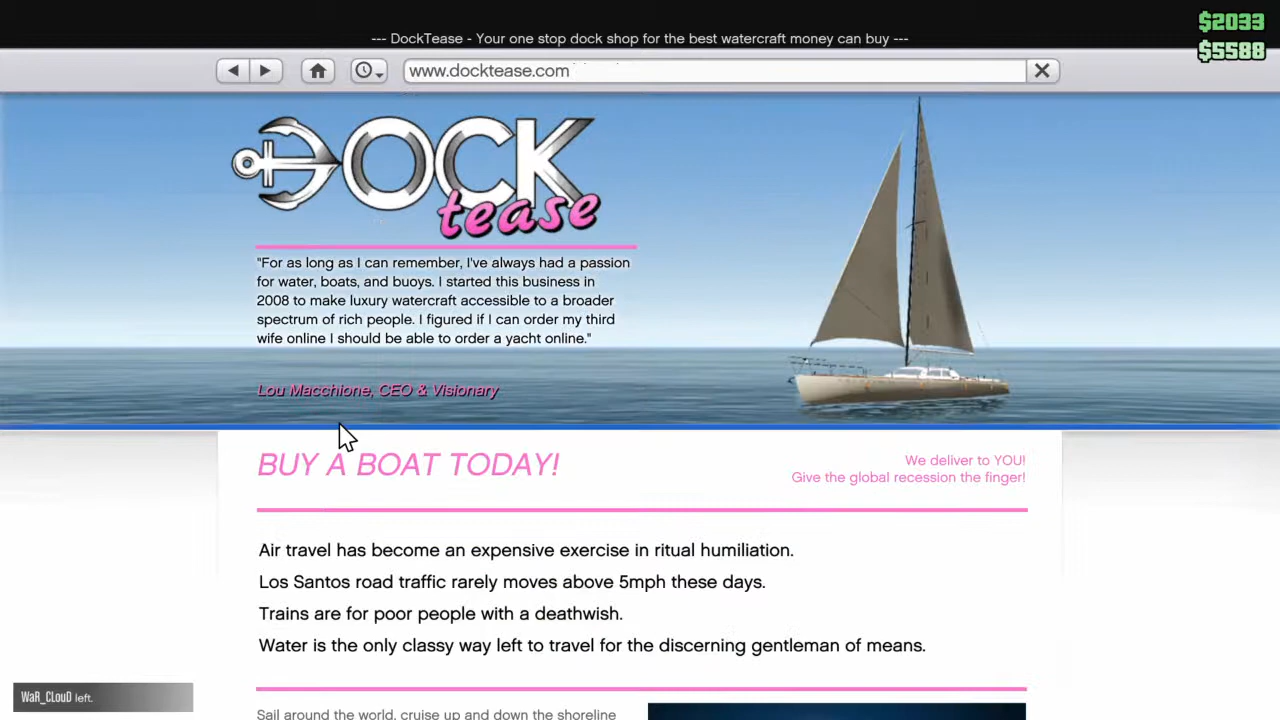 --- DockTease - Your one stop dock shop for the best watercraft money can buy ---
$2033
$5588
www.docktease.com
DOCK
tease
"For as long as I can remember, I've always had a passion
for water, boats, and buoys. I started this business in
2008 to make luxury watercraft accessible to a broader
spectrum of rich people. I figured if I can order my third
wife online I should be able to order a yacht online."
Lou Macchione, CEO & Visionary
BUY A BOAT TODAY!
We deliver to YOU!
Give the global recession the finger!
Air travel has become an expensive exercise in ritual humiliation.
Los Santos road traffic rarely moves above 5mph these days.
Trains are for poor people with a deathwish.
Water is the only classy way left to travel for the discerning gentleman of means.
WaR_CLouD left.
Sail around the world, cruise up and down the shoreline